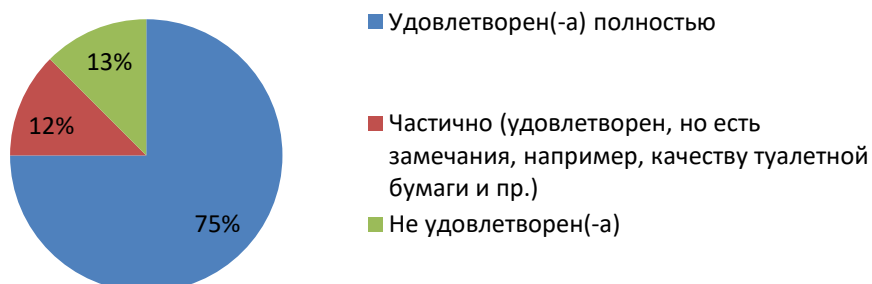 Удовлетворен(-а) полностью
13%
12%
Частично (удовлетворен, но есть
замечания, например, качеству туалетной
бумаги и пр.)
75%
Не удовлетворен(-а)